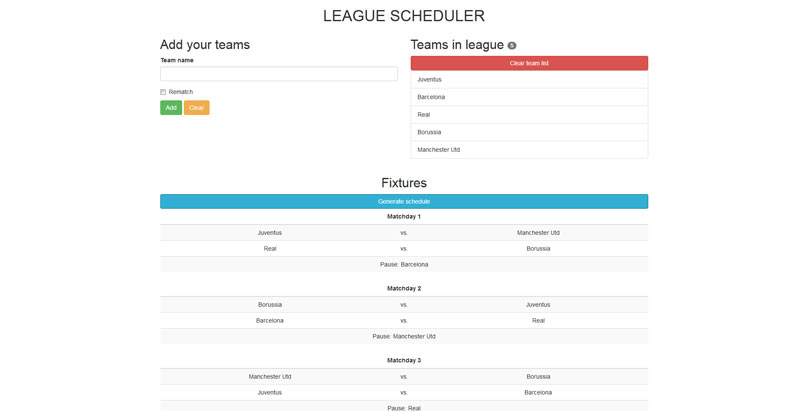 LEAGUE SCHEDULER
Add your teams
Team name
Rematch
Add Clear
Teams in league 5
Clear team list
Juventus
Barcelona
Real
Borussia
Manchester Utd
Fixtures
Generate schedule
Matchday 1
Juventus vs. Manchester Utd
Real vs. Borussia
Pause: Barcelona
Matchday 2
Borussia vs. Juventus
Barcelona vs. Real
Pause: Manchester Utd
Matchday 3
Manchester Utd vs. Borussia
Juventus vs. Barcelona
Pause: Real